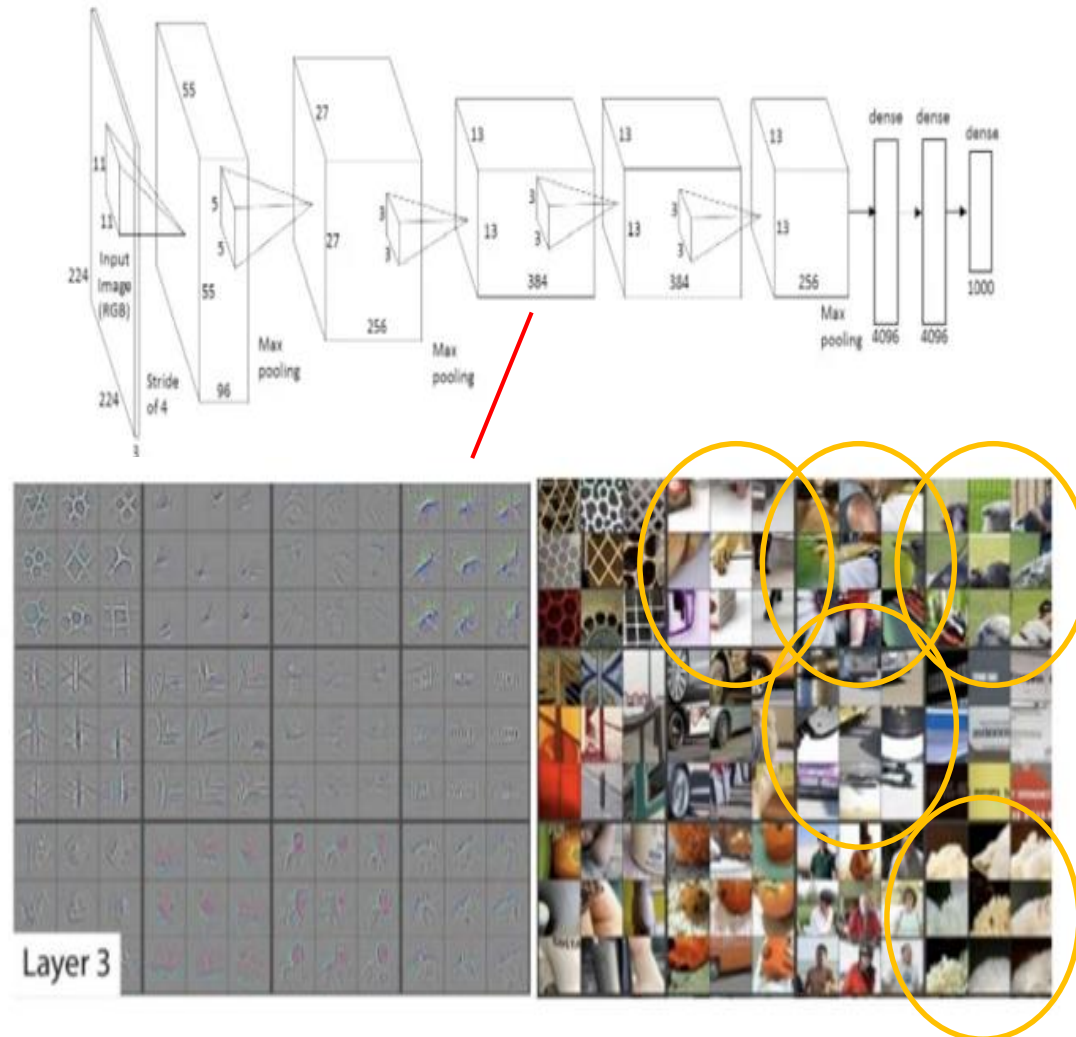 55
27
13
13
13
dense
dense
dense
11
11
5
5
3
3
3
3
3
3
224
Input
Image
(RGB)
55
27
13
13
13
384
384
256
1000
256
Max
pooling
Max
pooling
Max
pooling
4096
4096
224
Stride
of 4
96
3
Layer 3